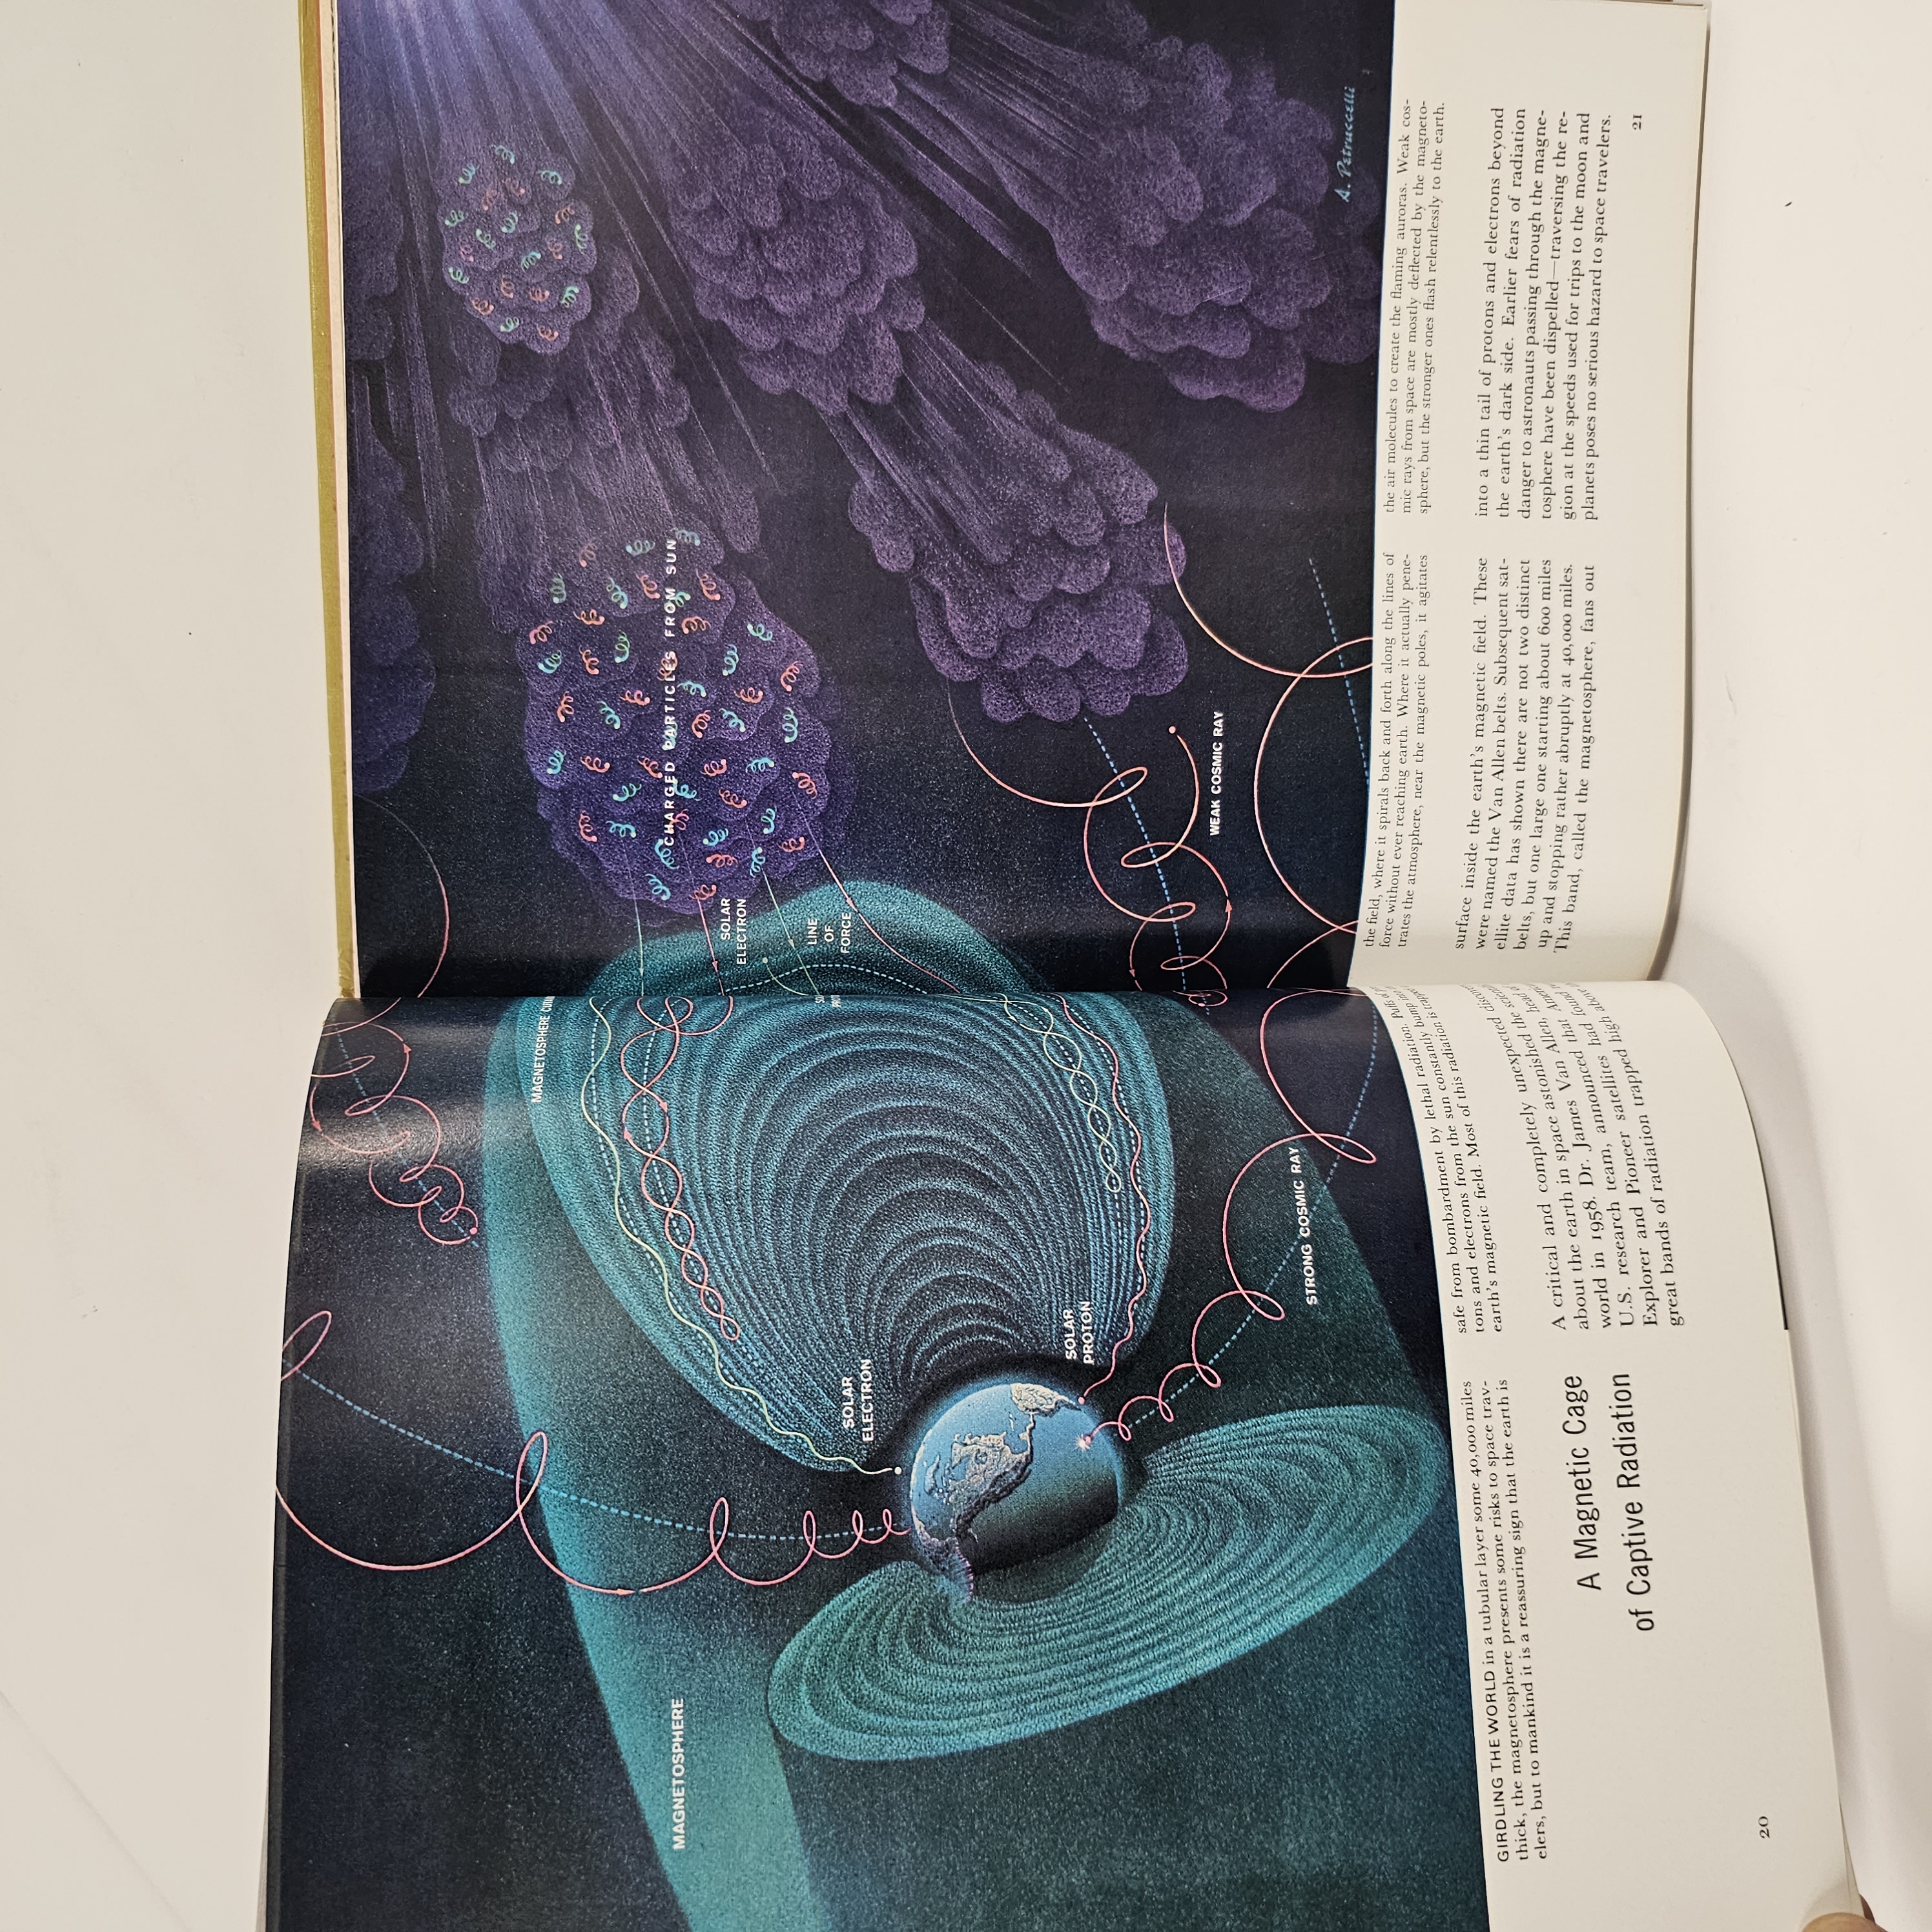 MAGNETOSPHERE
MAGNETOSPHERE
SOLAR
ELECTRON
SOLAR
PROTON
STRONG COSMIC RAY
CHARGED PARTICLES FROM SUN
SOLAR
ELECTRON
LINE
OF
FORCE
WEAK COSMIC RAY
A. Petruccelli
GIRDLING THE WORLD in a tubular layer some 40,000 miles
thick, the magnetosphere presents some risks to space trav-
elers, but to mankind it is a reassuring sign that the earth is
safe from bombardment by lethal radiation. Puffs of
tons and electrons from the sun constantly bump into
earth's magnetic field. Most of this radiation is trapped
the field, where it spirals back and forth along the lines of
force without ever reaching earth. Where it actually pene-
trates the atmosphere, near the magnetic poles, it agitates
the air molecules to create the flaming auroras. Weak cos-
mic rays from space are mostly deflected by the magneto-
sphere, but the stronger ones flash relentlessly to the earth.
A Magnetic Cage
of Captive Radiation
A critical and completely unexpected
about the earth in space astonished the
world in 1958. Dr. James Van Allen, head
U.S. research team, announced that
Explorer and Pioneer satellites had found
great bands of radiation trapped high above
surface inside the earth's magnetic field. These
were named the Van Allen belts. Subsequent sat-
ellite data has shown there are not two distinct
belts, but one large one starting about 600 miles
up and stopping rather abruptly at 40,000 miles.
This band, called the magnetosphere, fans out
into a thin tail of protons and electrons beyond
the earth's dark side. Earlier fears of radiation
danger to astronauts passing through the magne-
tosphere have been dispelled—traversing the re-
gion at the speeds used for trips to the moon and
planets poses no serious hazard to space travelers.
20
21